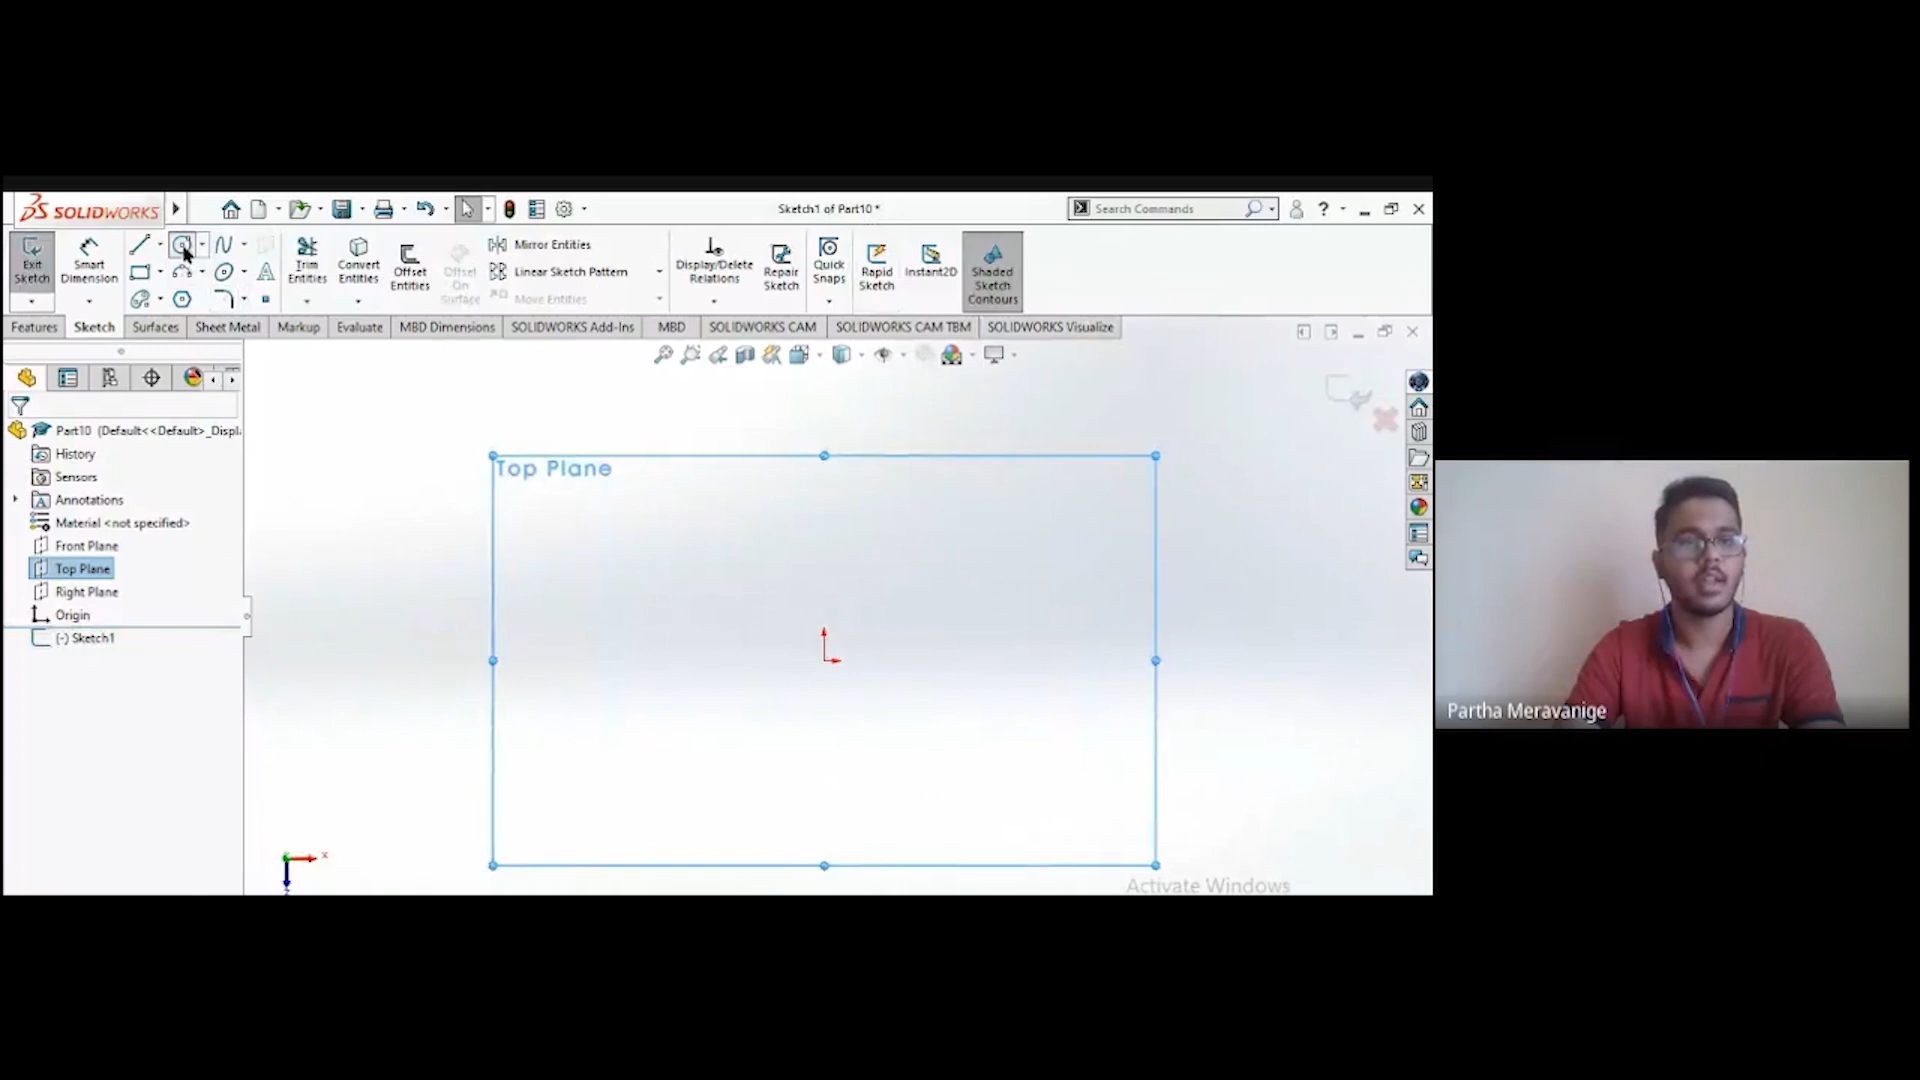 SOLIDWORKS
Sketch1 of Part10 *
Search Commands
?
Exit Sketch
Smart Dimension
Trim Entities
Convert Entities
Offset Entities
Offset On Surface
Mirror Entities
Linear Sketch Pattern
Move Entities
Display/Delete Relations
Repair Sketch
Quick Snaps
Rapid Sketch
Instant2D
Shaded Sketch Contours
Features
Sketch
Surfaces
Sheet Metal
Markup
Evaluate
MBD Dimensions
SOLIDWORKS Add-Ins
MBD
SOLIDWORKS CAM
SOLIDWORKS CAM TBM
SOLIDWORKS Visualize
Part10 (Default<<Default>_Displ
History
Sensors
Annotations
Material <not specified>
Front Plane
Top Plane
Right Plane
Origin
(-) Sketch1
Top Plane
x
z
Activate Windows
Partha Meravanige